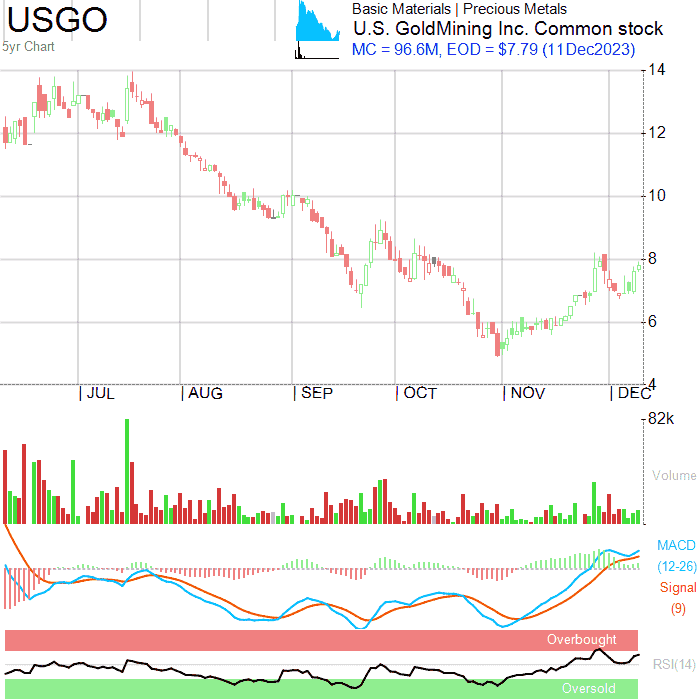 USGO
5yr Chart
Basic Materials | Precious Metals
U.S. GoldMining Inc. Common stock
MC = 96.6M, EOD = $7.79 (11Dec2023)
14
12
10
8
6
4
JUL AUG SEP OCT NOV DEC
82k
Volume
MACD
(12-26)
Signal
(9)
Overbought
RSI(14)
Oversold